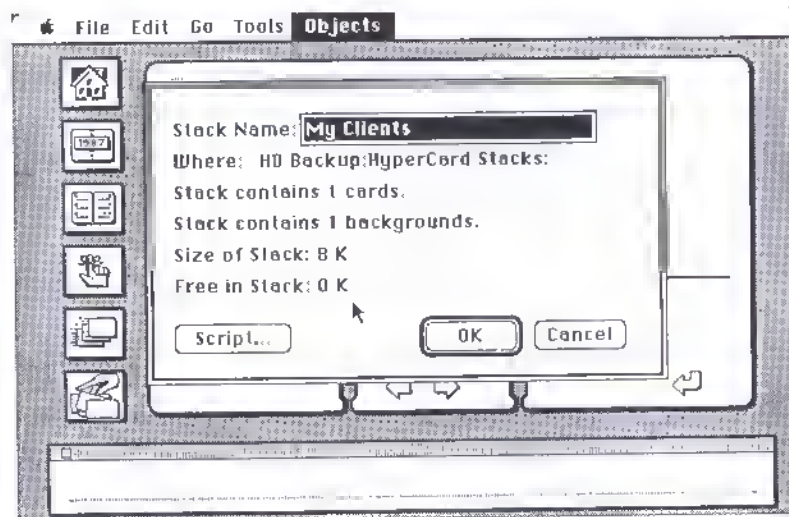 File Edit Go Tools Objects
1987
Stack Name: My Clients
Where: HD Backup:HyperCard Stacks:
Stack contains 1 cards.
Stack contains 1 backgrounds.
Size of Stack: 8 K
Free in Stack: 0 K
Script...
OK
Cancel